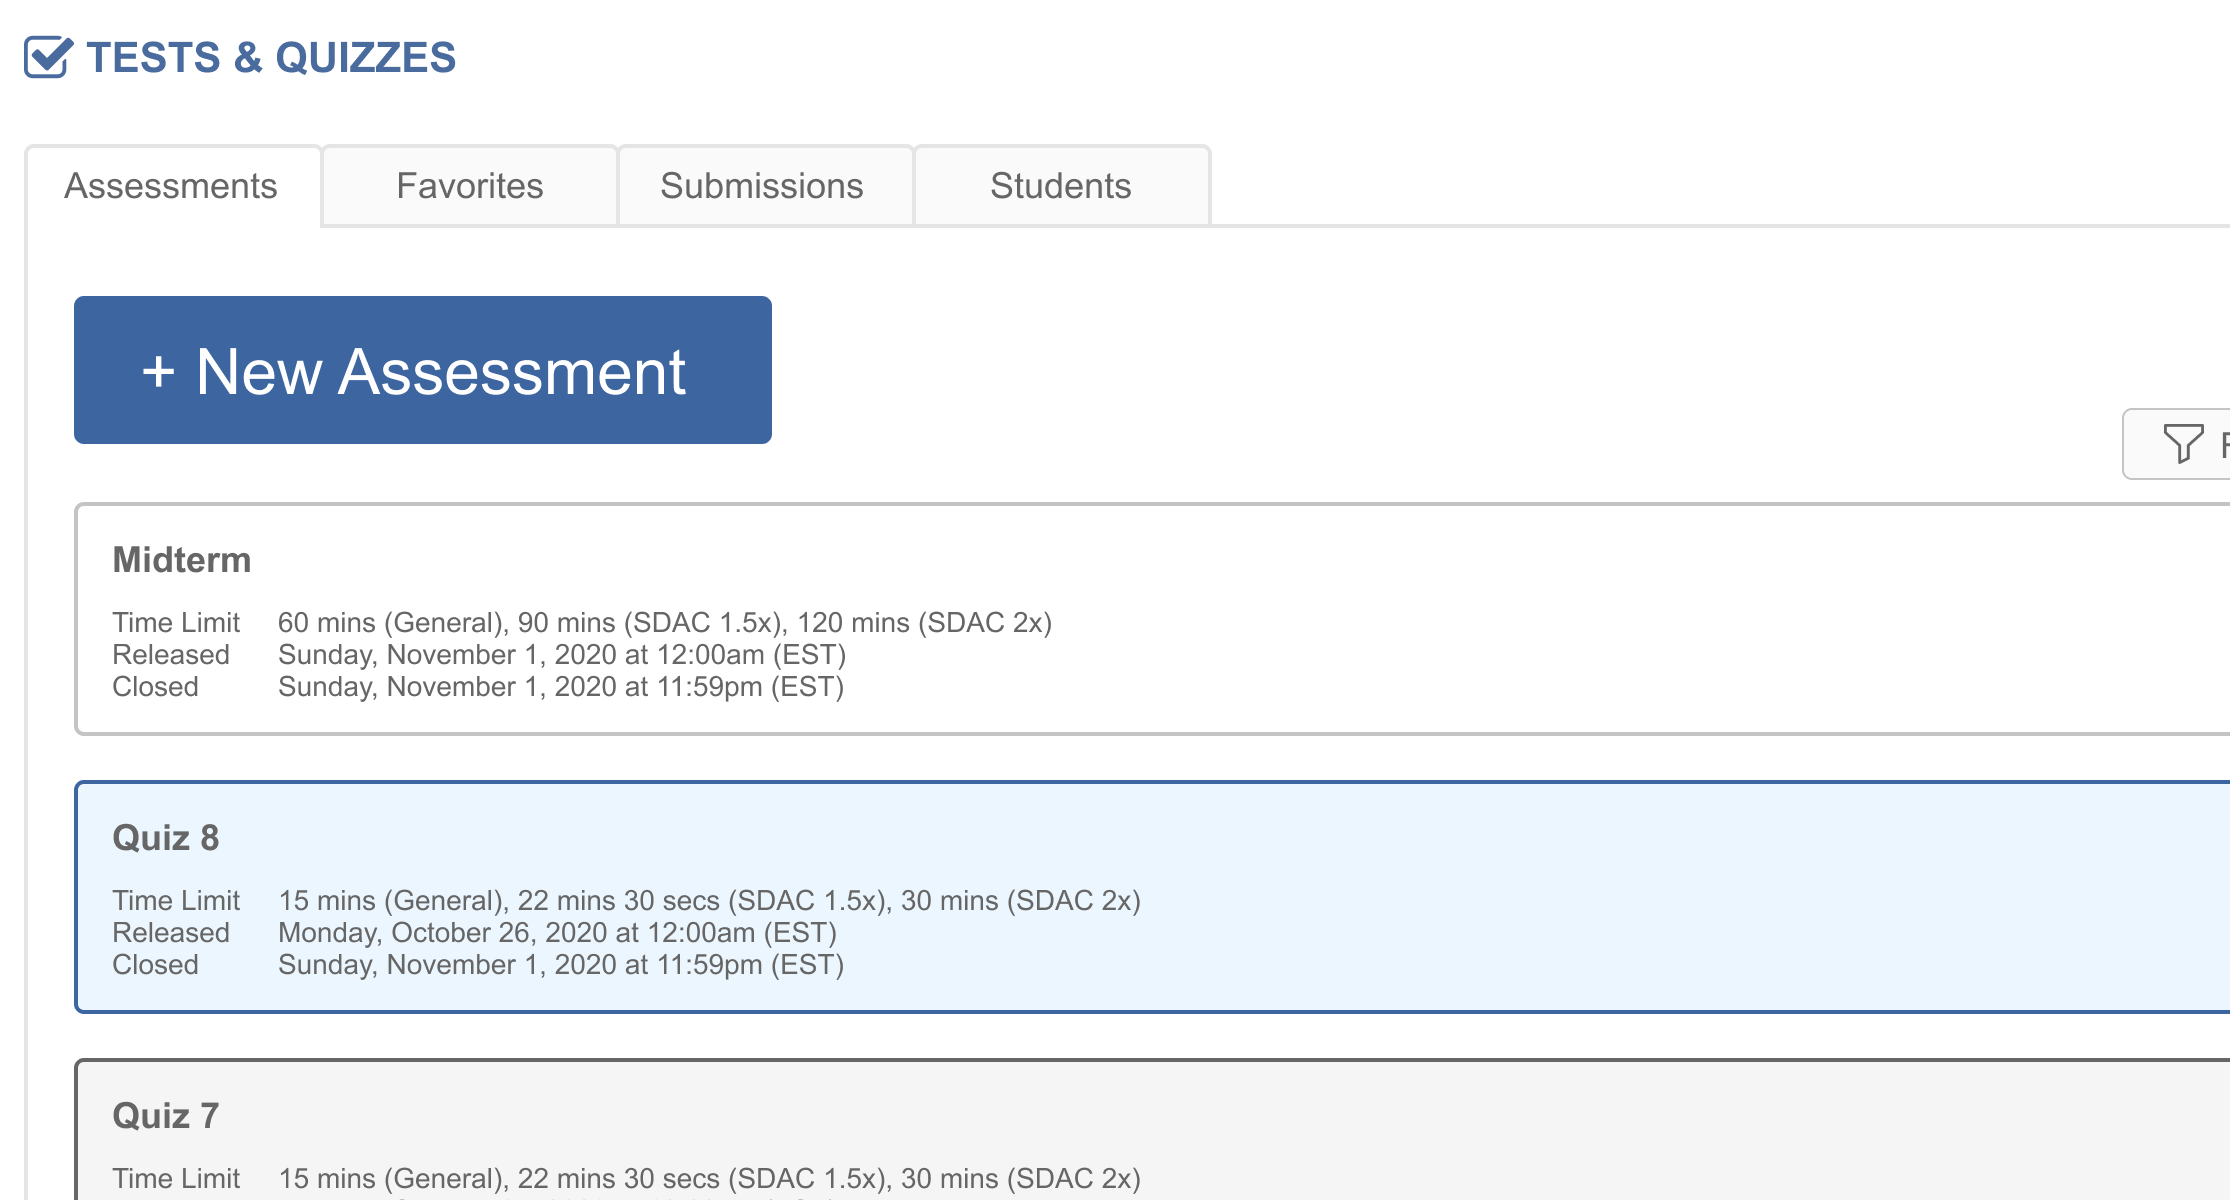 TESTS & QUIZZES
Assessments
Favorites
Submissions
Students
+ New Assessment
Midterm
Time Limit 60 mins (General), 90 mins (SDAC 1.5x), 120 mins (SDAC 2x)
Released Sunday, November 1, 2020 at 12:00am (EST)
Closed Sunday, November 1, 2020 at 11:59pm (EST)
Quiz 8
Time Limit 15 mins (General), 22 mins 30 secs (SDAC 1.5x), 30 mins (SDAC 2x)
Released Monday, October 26, 2020 at 12:00am (EST)
Closed Sunday, November 1, 2020 at 11:59pm (EST)
Quiz 7
Time Limit 15 mins (General), 22 mins 30 secs (SDAC 1.5x), 30 mins (SDAC 2x)